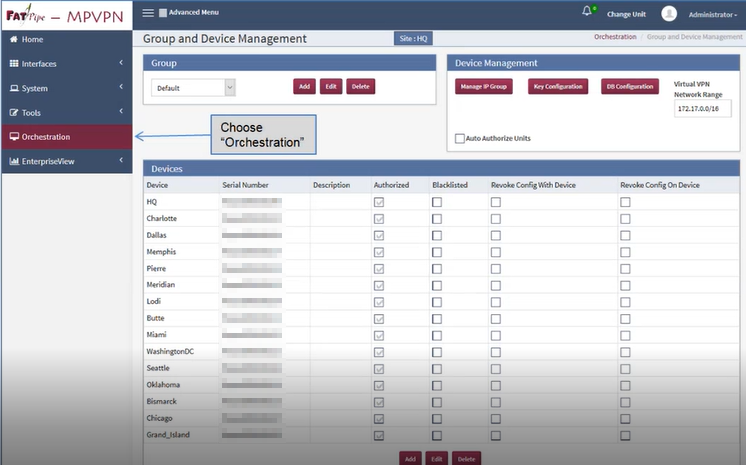 FATPipe – MPVPN
Advanced Menu
Change Unit
Administrator
Home
Interfaces
System
Tools
Orchestration
EnterpriseView
Group and Device Management
Site : HQ
Orchestration / Group and Device Management
Group
Default
Add Edit Delete
Device Management
Manage IP Group Key Configuration DB Configuration
Virtual VPN
Network Range
172.17.0.0/16
Auto Authorize Units
Choose
“Orchestration”
Devices
Device Serial Number Description Authorized Blacklisted Revoke Config With Device Revoke Config On Device
HQ
Charlotte
Dallas
Memphis
Pierre
Meridian
Lodi
Butte
Miami
WashingtonDC
Seattle
Oklahoma
Bismarck
Chicago
Grand_Island
Add Edit Delete